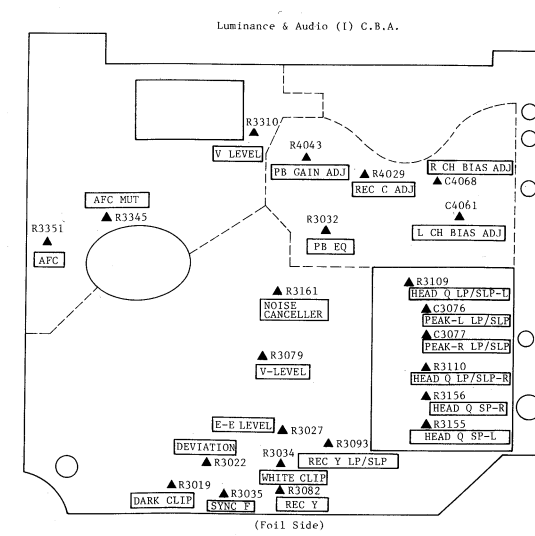 Luminance & Audio (I) C.B.A.
R3310
V LEVEL
R4043
PB GAIN ADJ
R4029
REC C ADJ
R CH BIAS ADJ
C4068
C4061
L CH BIAS ADJ
AFC MUT
R3345
R3351
AFC
R3032
PB EQ
R3161
NOISE
CANCELLER
R3109
HEAD Q LP/SLP-L
C3076
PEAK-L LP/SLP
C3077
PEAK-R LP/SLP
R3110
HEAD Q LP/SLP-R
R3156
HEAD Q SP-R
R3155
HEAD Q SP-L
R3079
V-LEVEL
E-E LEVEL
R3027
DEVIATION
R3022
R3093
REC Y LP/SLP
R3034
WHITE CLIP
R3019
DARK CLIP
R3035
SYNC F
R3082
REC Y
(Foil Side)